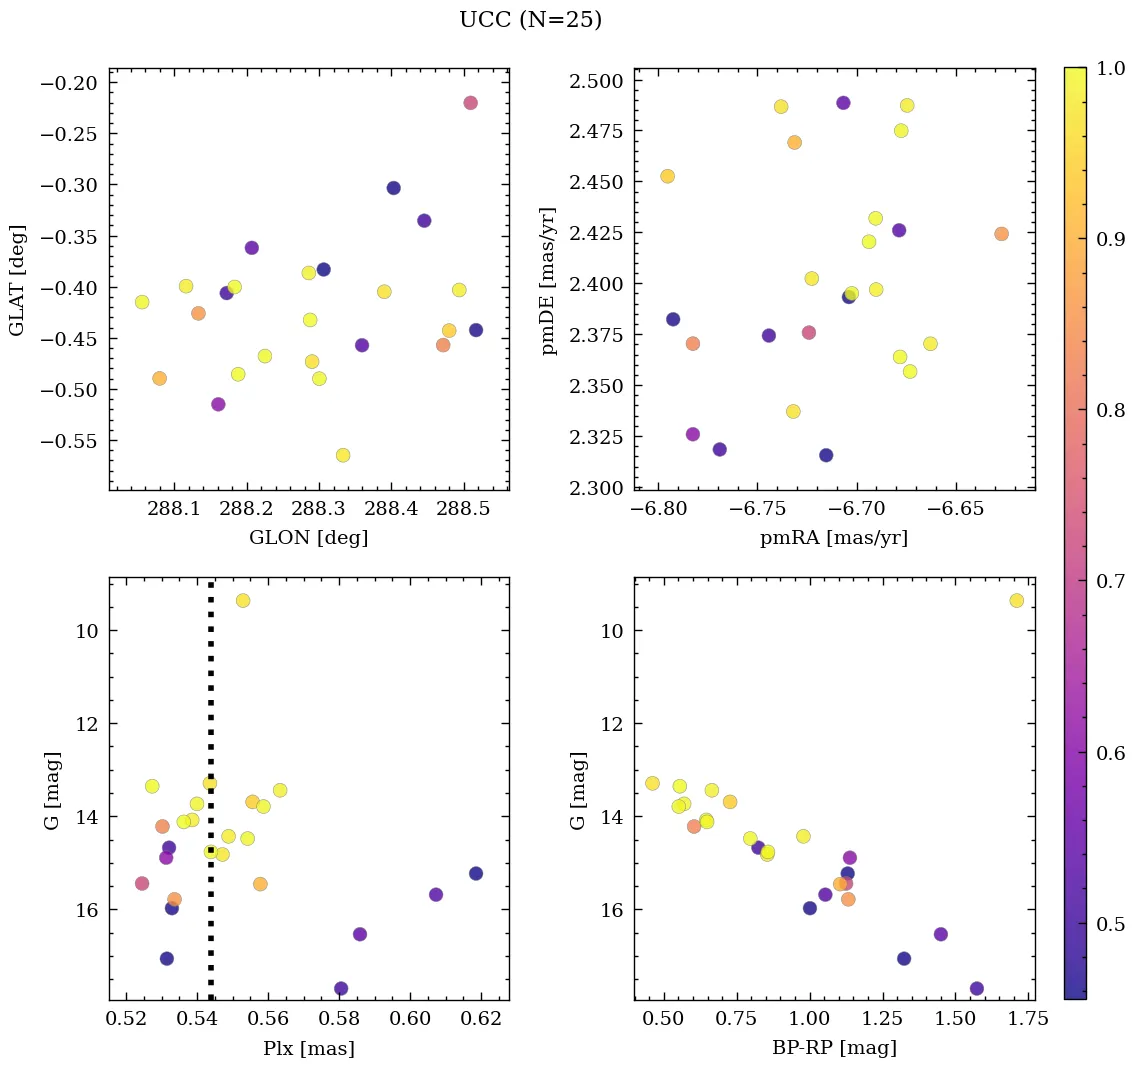 UCC (N=25)
−0.20
−0.25
−0.30
−0.35
−0.40
−0.45
−0.50
−0.55
GLAT [deg]
288.1 288.2 288.3 288.4 288.5
GLON [deg]
2.500
2.475
2.450
2.425
2.400
2.375
2.350
2.325
2.300
pmDE [mas/yr]
−6.80 −6.75 −6.70 −6.65
pmRA [mas/yr]
10
12
14
16
G [mag]
0.52 0.54 0.56 0.58 0.60 0.62
Plx [mas]
10
12
14
16
G [mag]
0.50 0.75 1.00 1.25 1.50 1.75
BP-RP [mag]
1.0
0.9
0.8
0.7
0.6
0.5